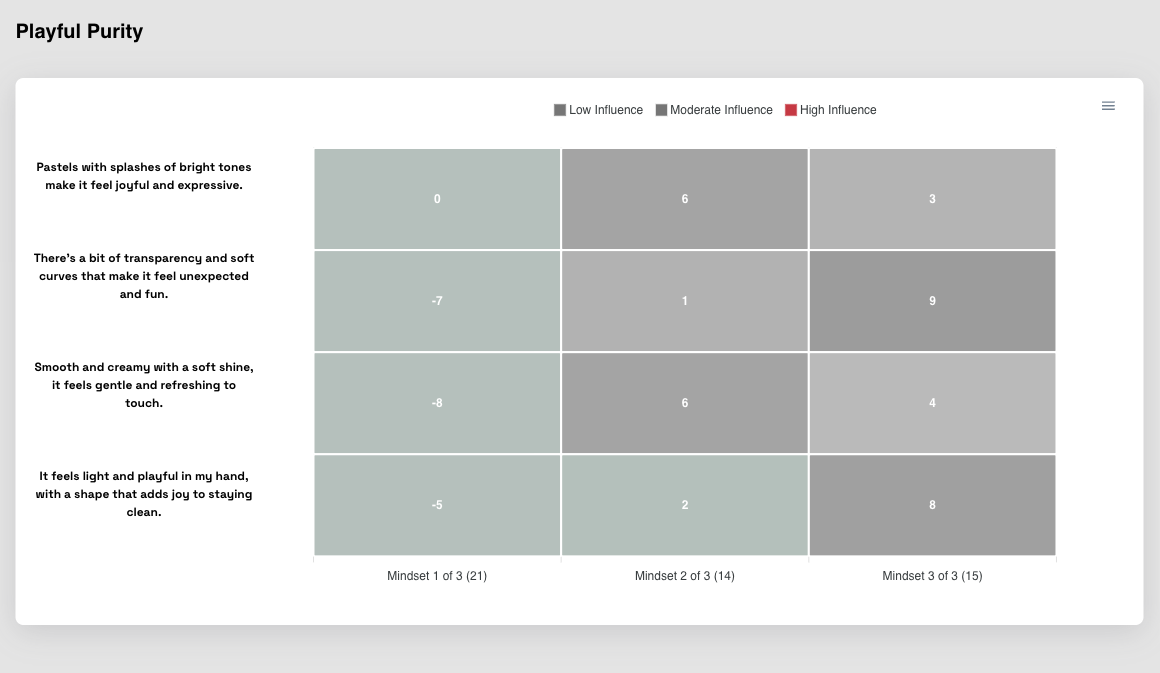 Playful Purity
Low Influence Moderate Influence High Influence
Pastels with splashes of bright tones
make it feel joyful and expressive.
0 6 3
There's a bit of transparency and soft
curves that make it feel unexpected
and fun.
-7 1 9
Smooth and creamy with a soft shine,
it feels gentle and refreshing to
touch.
-8 6 4
It feels light and playful in my hand,
with a shape that adds joy to staying
clean.
-5 2 8
Mindset 1 of 3 (21) Mindset 2 of 3 (14) Mindset 3 of 3 (15)